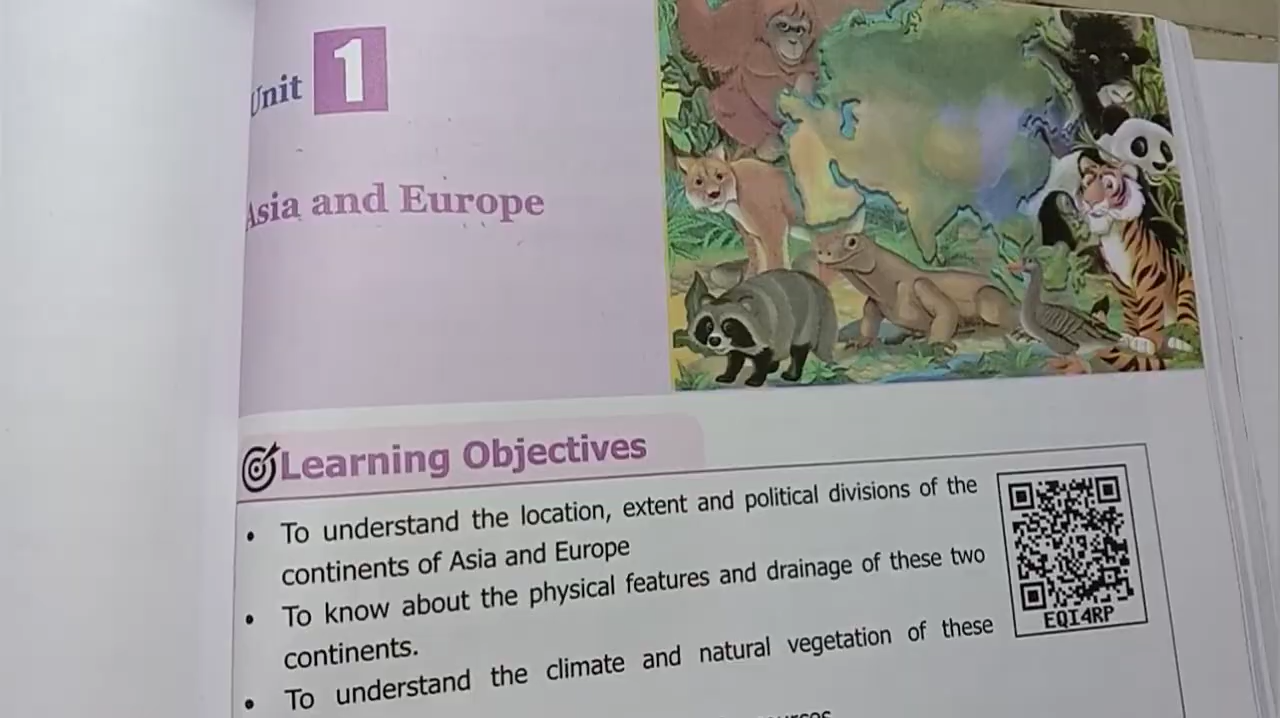 Unit 1
Asia and Europe
Learning Objectives
• To understand the location, extent and political divisions of the
continents of Asia and Europe
• To know about the physical features and drainage of these two
continents.
• To understand the climate and natural vegetation of these
EQI4RP